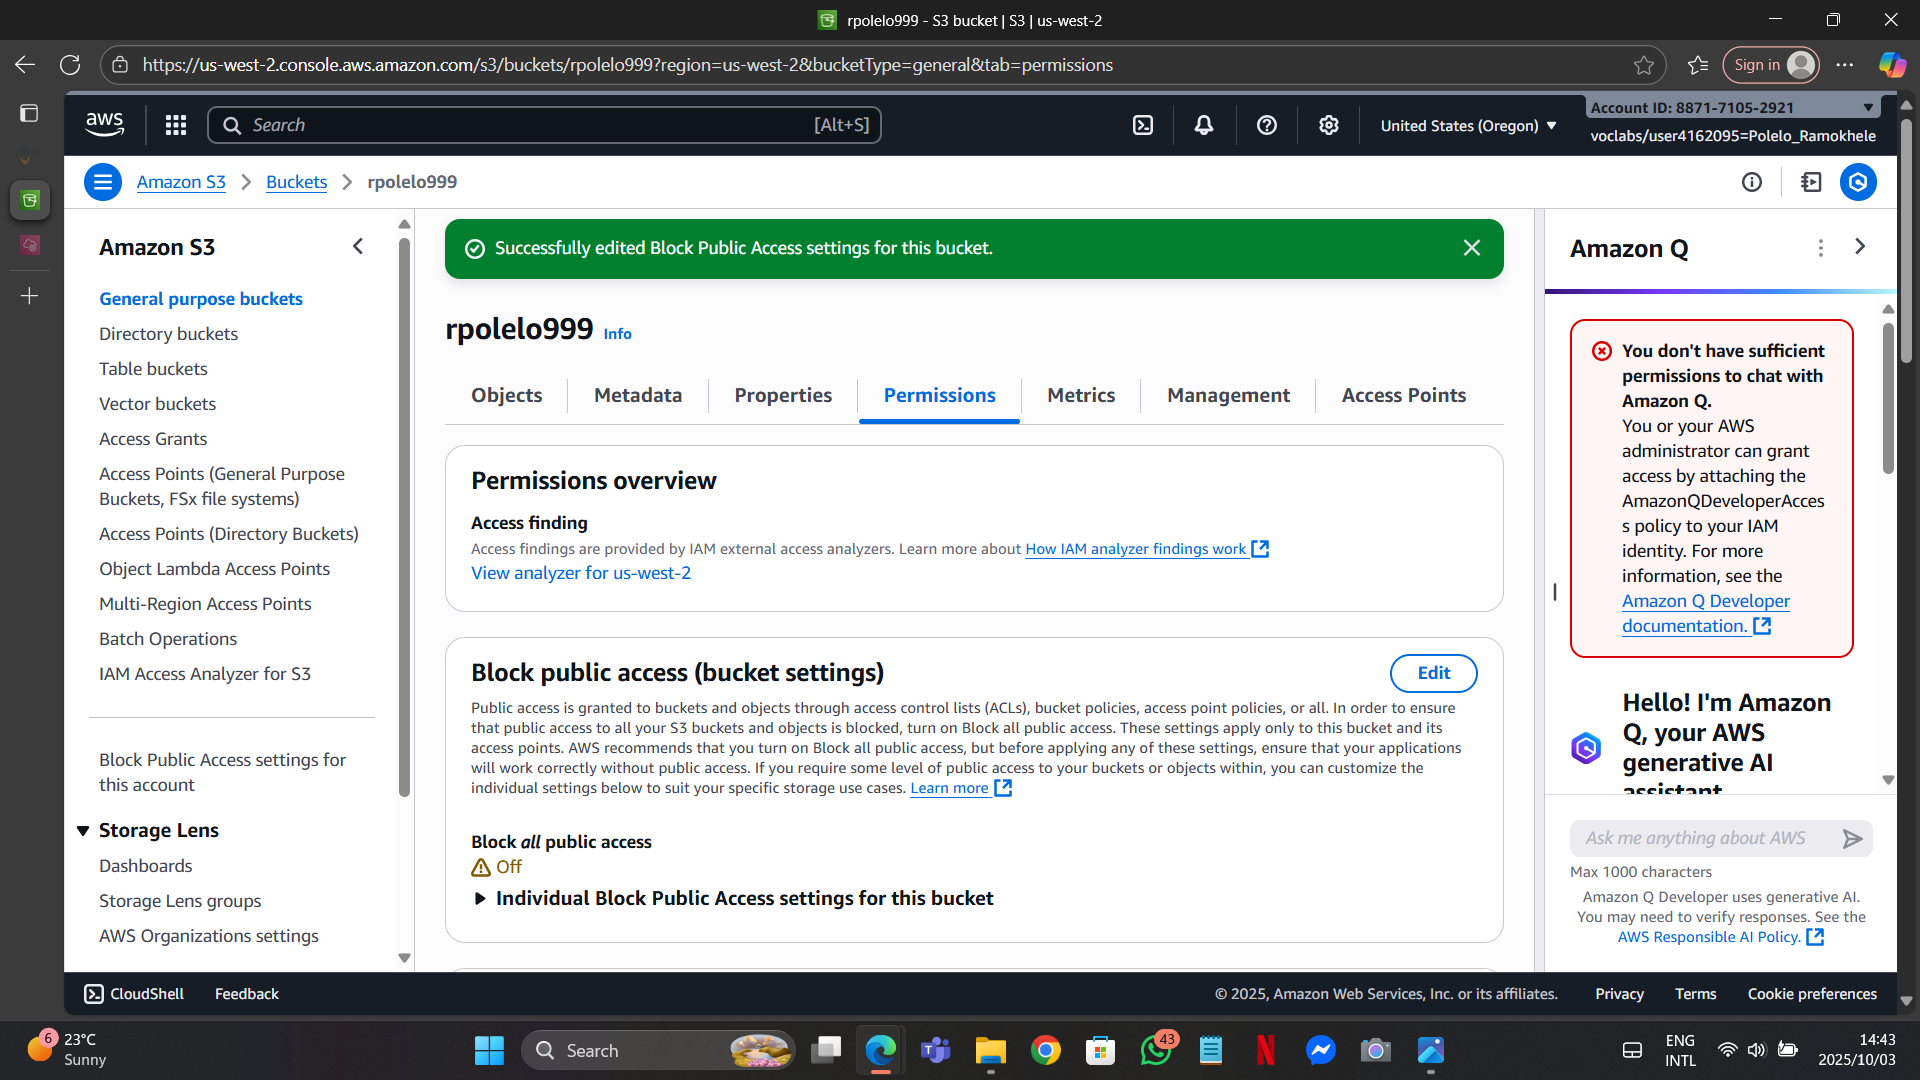 rpolelo999 - S3 bucket | S3 | us-west-2
https://us-west-2.console.aws.amazon.com/s3/buckets/rpolelo999?region=us-west-2&bucketType=general&tab=permissions
Sign in
aws
Search
[Alt+S]
United States (Oregon)
Account ID: 8871-7105-2921
voclabs/user4162095=Polelo_Ramokhele
Amazon S3
Buckets
rpolelo999
Amazon S3
General purpose buckets
Directory buckets
Table buckets
Vector buckets
Access Grants
Access Points (General Purpose
Buckets, FSx file systems)
Access Points (Directory Buckets)
Object Lambda Access Points
Multi-Region Access Points
Batch Operations
IAM Access Analyzer for S3
Block Public Access settings for
this account
Storage Lens
Dashboards
Storage Lens groups
AWS Organizations settings
Successfully edited Block Public Access settings for this bucket.
rpolelo999 Info
Objects
Metadata
Properties
Permissions
Metrics
Management
Access Points
Permissions overview
Access finding
Access findings are provided by IAM external access analyzers. Learn more about How IAM analyzer findings work
View analyzer for us-west-2
Block public access (bucket settings)
Edit
Public access is granted to buckets and objects through access control lists (ACLs), bucket policies, access point policies, or all. In order to ensure
that public access to all your S3 buckets and objects is blocked, turn on Block all public access. These settings apply only to this bucket and its
access points. AWS recommends that you turn on Block all public access, but before applying any of these settings, ensure that your applications
will work correctly without public access. If you require some level of public access to your buckets or objects within, you can customize the
individual settings below to suit your specific storage use cases. Learn more
Block all public access
Off
Individual Block Public Access settings for this bucket
Amazon Q
You don't have sufficient
permissions to chat with
Amazon Q.
You or your AWS
administrator can grant
access by attaching the
AmazonQDeveloperAcces
s policy to your IAM
identity. For more
information, see the
Amazon Q Developer
documentation.
Hello! I'm Amazon
Q, your AWS
generative AI
assistant
Ask me anything about AWS
Max 1000 characters
Amazon Q Developer uses generative AI.
You may need to verify responses. See the
AWS Responsible AI Policy.
CloudShell
Feedback
© 2025, Amazon Web Services, Inc. or its affiliates.
Privacy
Terms
Cookie preferences
6
23°C
Sunny
Search
43
ENG
INTL
14:43
2025/10/03